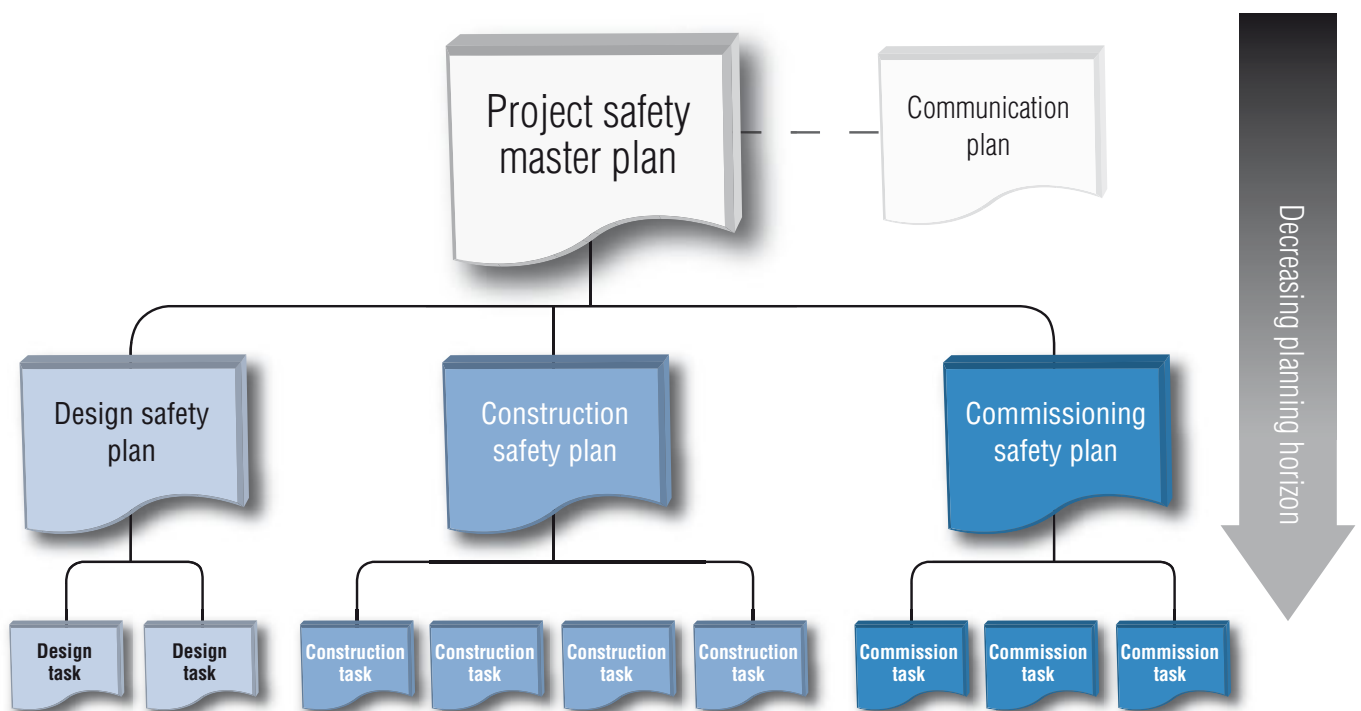 Project safety
master plan
Communication
plan
Decreasing planning horizon
Design safety
plan
Construction
safety plan
Commissioning
safety plan
Design
task
Design
task
Construction
task
Construction
task
Construction
task
Construction
task
Commission
task
Commission
task
Commission
task